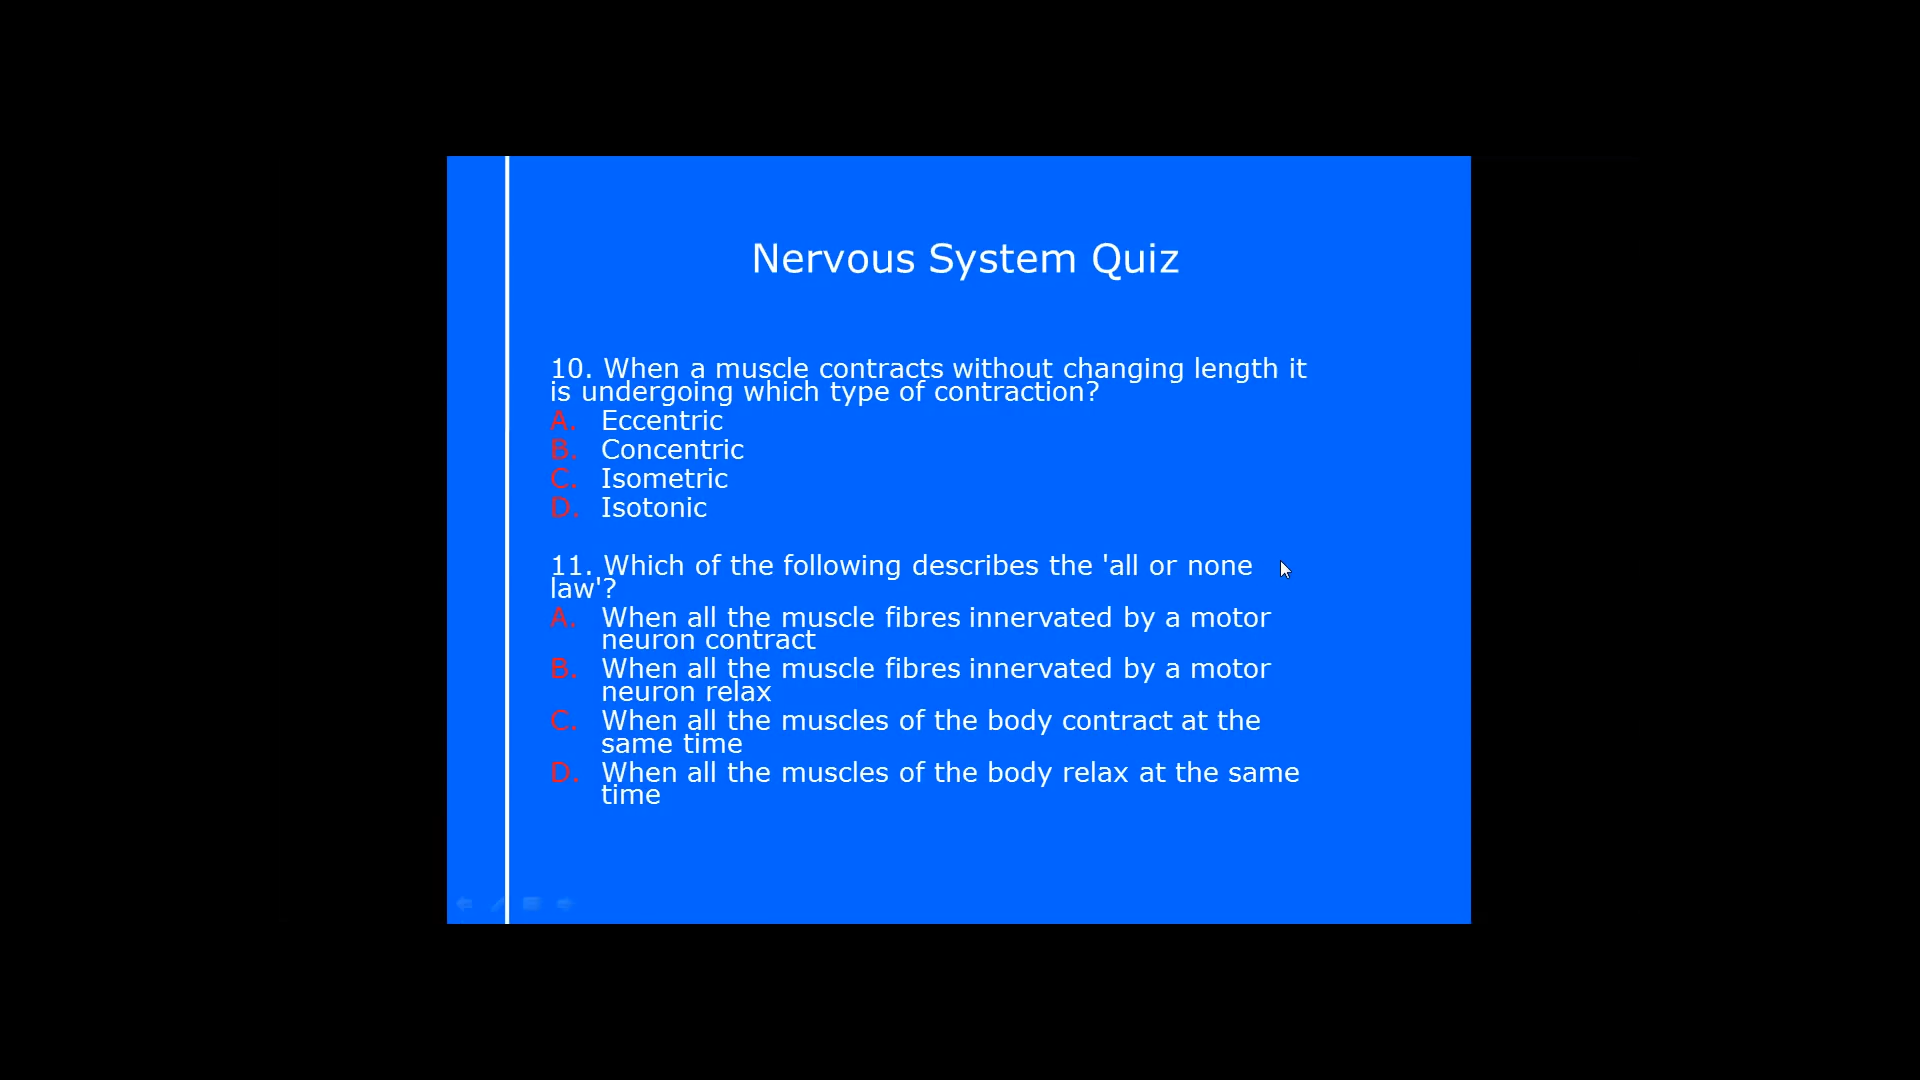 Nervous System Quiz
10. When a muscle contracts without changing length it
is undergoing which type of contraction?
A. Eccentric
B. Concentric
C. Isometric
D. Isotonic
11. Which of the following describes the 'all or none
law'?
A. When all the muscle fibres innervated by a motor
neuron contract
B. When all the muscle fibres innervated by a motor
neuron relax
C. When all the muscles of the body contract at the
same time
D. When all the muscles of the body relax at the same
time